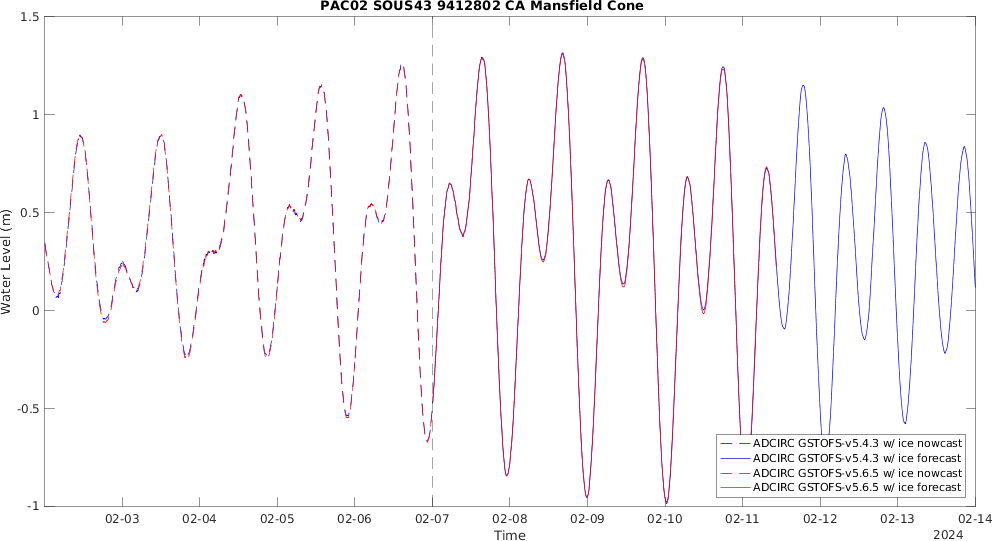 PAC02 SOUS43 9412802 CA Mansfield Cone
1.5
1
0.5
0
-0.5
-1
Water Level (m)
02-03
02-04
02-05
02-06
02-07
02-08
02-09
02-10
02-11
02-12
02-13
02-14
Time
2024
ADCIRC GSTOFS-v5.4.3 w/ ice nowcast
ADCIRC GSTOFS-v5.4.3 w/ ice forecast
ADCIRC GSTOFS-v5.6.5 w/ ice nowcast
ADCIRC GSTOFS-v5.6.5 w/ ice forecast